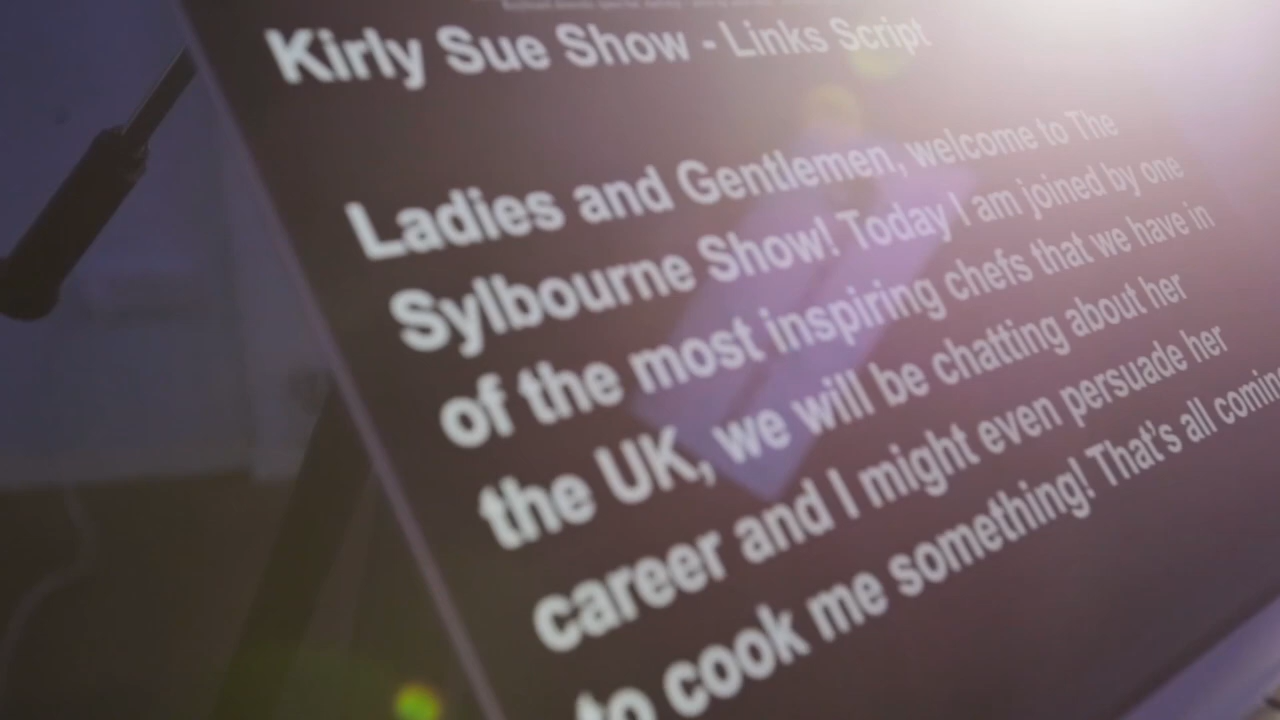 Kirly Sue Show - Links Script
Ladies and Gentlemen, welcome to The
Sylbourne Show! Today I am joined by one
of the most inspiring chefs that we have in
the UK, we will be chatting about her
career and I might even persuade her
to cook me something! That's all coming